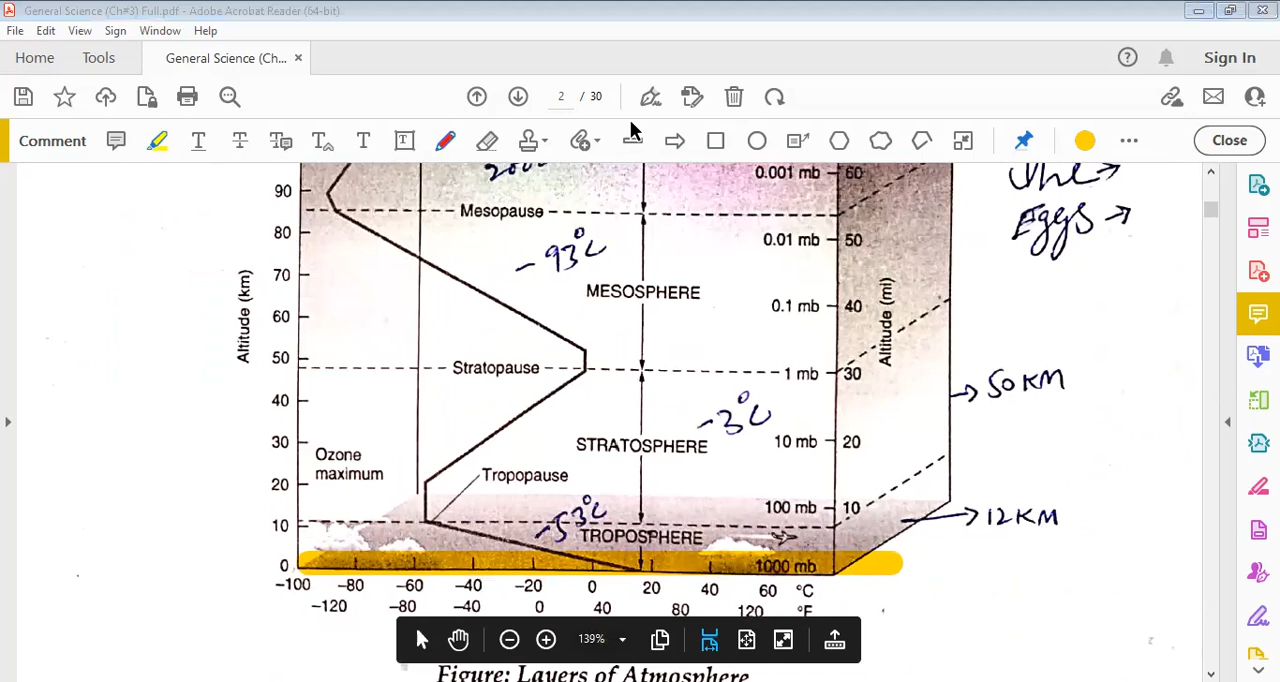 General Science (Ch#3) Full.pdf - Adobe Acrobat Reader (64-bit)
File Edit View Sign Window Help
Home Tools General Science (Ch... × Sign In
2 / 30
Comment Close
90 0.001 mb 60
Mesopause
Eggs →
80 0.01 mb 50
-93°C
70
MESOSPHERE
0.1 mb 40
Altitude (km) Altitude (mi)
60
50 Stratopause 1 mb 30
→ 50 KM
40
-3°C
30 STRATOSPHERE 10 mb 20
Ozone
maximum
Tropopause
20
100 mb 10
-53°C → 12 KM
10
TROPOSPHERE
0 1000 mb
-100 -80 -60 -40 -20 0 20 40 60 °C
-120 -80 -40 0 40 80 120 °F
139%
Figure: Layers of Atmosphere